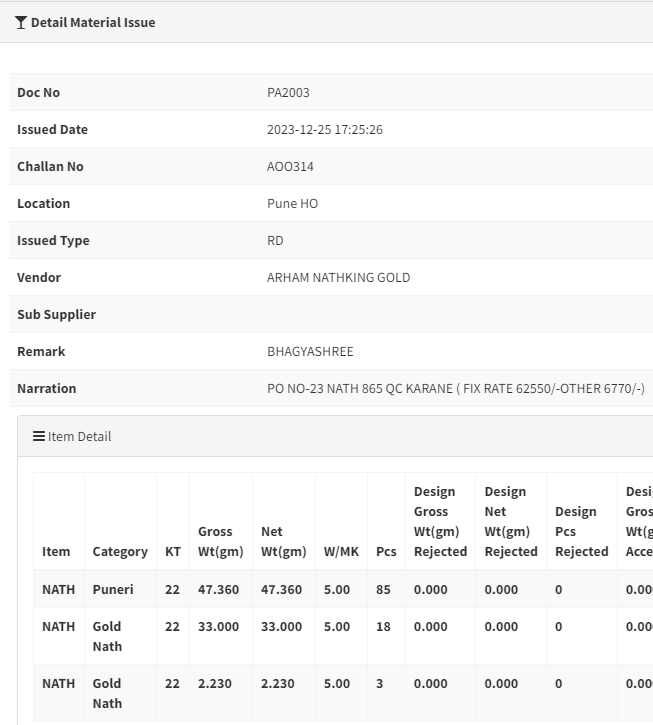 Detail Material Issue
Doc No PA2003
Issued Date 2023-12-25 17:25:26
Challan No AOO314
Location Pune HO
Issued Type RD
Vendor ARHAM NATHKING GOLD
Sub Supplier
Remark BHAGYASHREE
Narration PO NO-23 NATH 865 QC KARANE ( FIX RATE 62550/-OTHER 6770/-)
Item Detail
Item Category KT Gross Wt(gm) Net Wt(gm) W/MK Pcs Design Gross Wt(gm) Rejected Design Net Wt(gm) Rejected Design Pcs Rejected
NATH Puneri 22 47.360 47.360 5.00 85 0.000 0.000 0 0.00
NATH Gold Nath 22 33.000 33.000 5.00 18 0.000 0.000 0 0.00
NATH Gold Nath 22 2.230 2.230 5.00 3 0.000 0.000 0 0.00